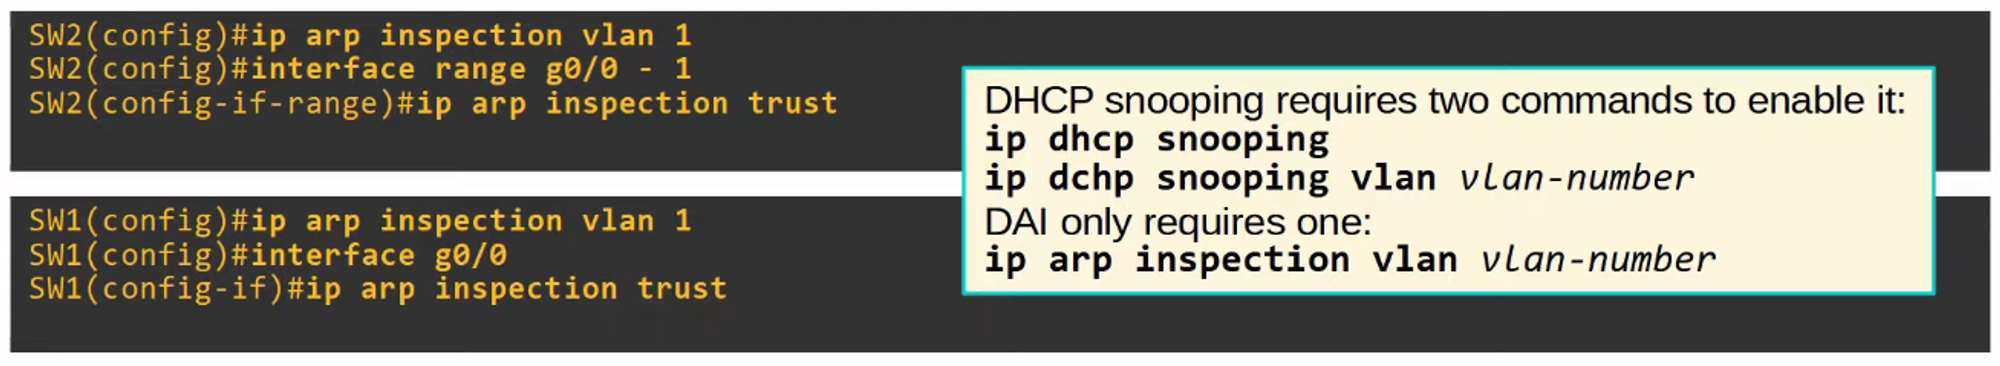 SW2(config)#ip arp inspection vlan 1
SW2(config)#interface range g0/0 - 1
SW2(config-if-range)#ip arp inspection trust
SW1(config)#ip arp inspection vlan 1
SW1(config)#interface g0/0
SW1(config-if)#ip arp inspection trust
DHCP snooping requires two commands to enable it:
ip dhcp snooping
ip dchp snooping vlan vlan-number
DAI only requires one:
ip arp inspection vlan vlan-number